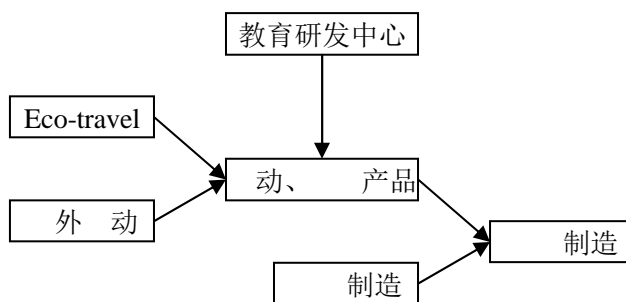 教育研发中心
Eco-travel
动、 产品
外 动
制造
制造